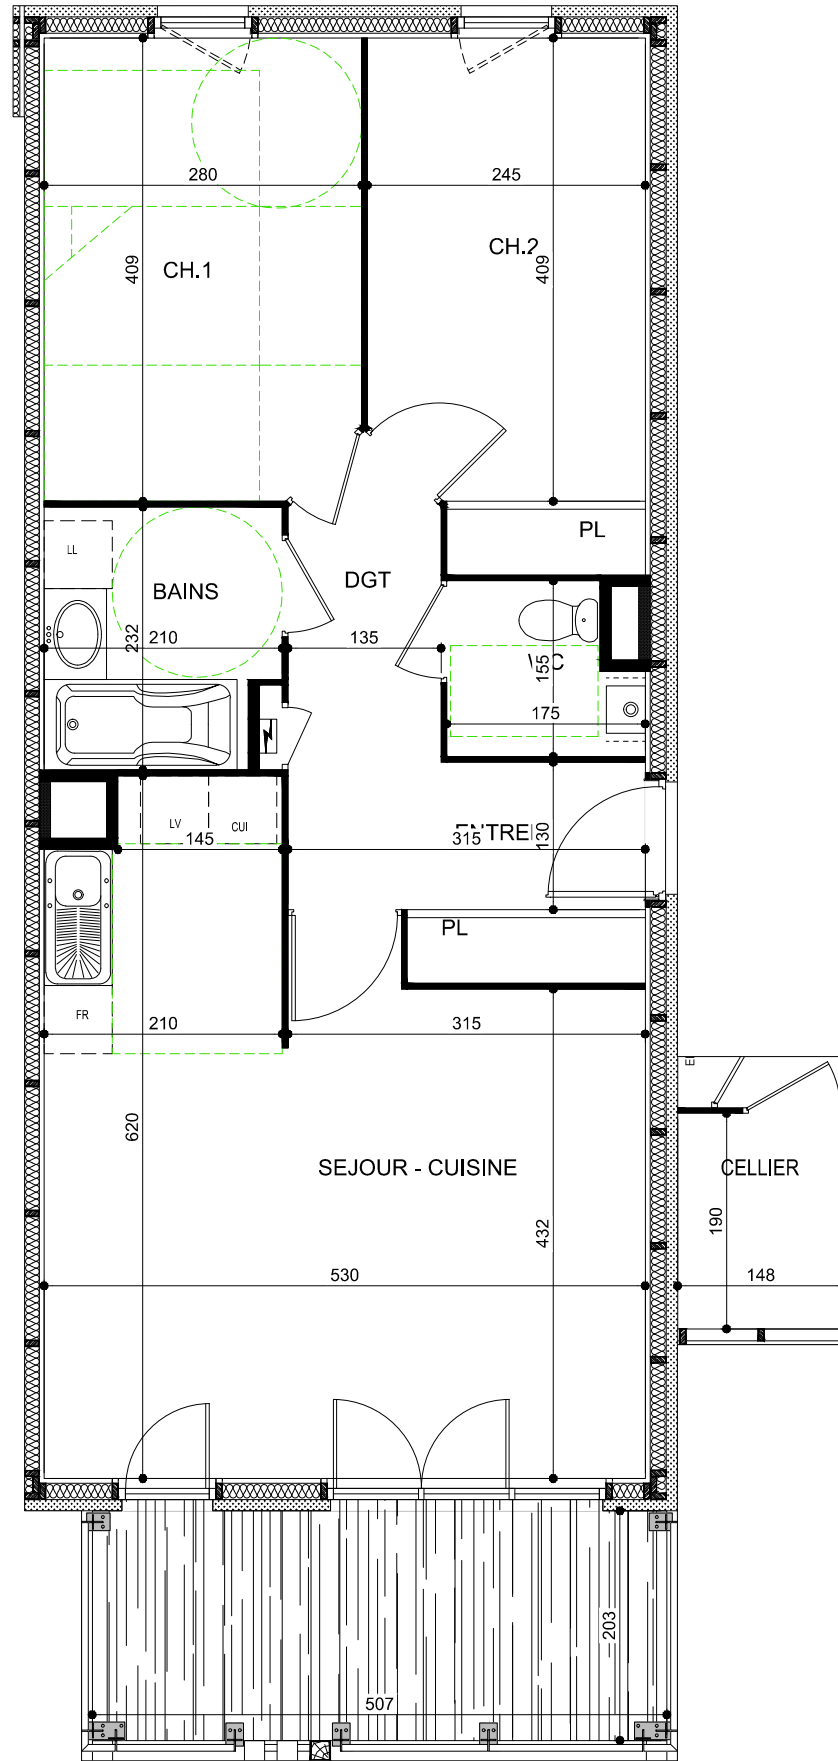 280
245
409
CH.1
CH.2
409
PL
LL
BAINS
DGT
232
210
135
155
175
LV
CUI
145
315
130
PL
FR
210
315
620
SEJOUR - CUISINE
CELLIER
190
432
530
148
203
507